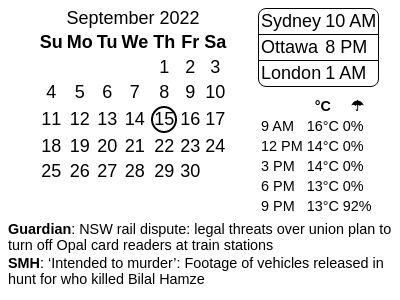 September 2022
Su Mo Tu We Th Fr Sa
1 2 3
4 5 6 7 8 9 10
11 12 13 14 15 16 17
18 19 20 21 22 23 24
25 26 27 28 29 30
Sydney 10 AM
Ottawa 8 PM
London 1 AM
°C ☂
9 AM 16°C 0%
12 PM 14°C 0%
3 PM 14°C 0%
6 PM 13°C 0%
9 PM 13°C 92%
Guardian: NSW rail dispute: legal threats over union plan to
turn off Opal card readers at train stations
SMH: ‘Intended to murder’: Footage of vehicles released in
hunt for who killed Bilal Hamze